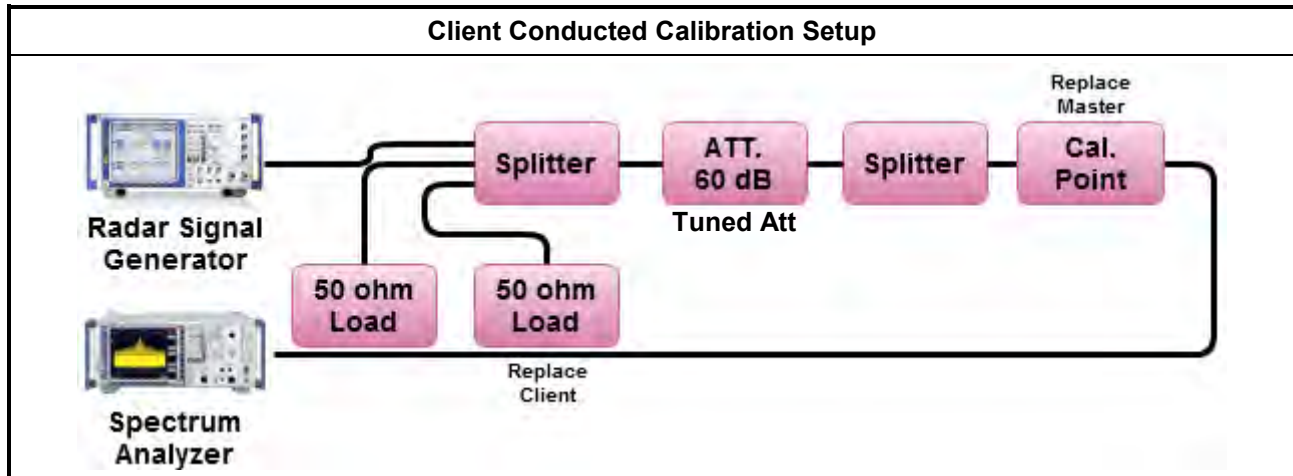 Client Conducted Calibration Setup
Replace
Master
Splitter
ATT.
60 dB
Splitter
Cal.
Point
Tuned Att
Radar Signal
Generator
50 ohm
Load
50 ohm
Load
Replace
Client
Spectrum
Analyzer